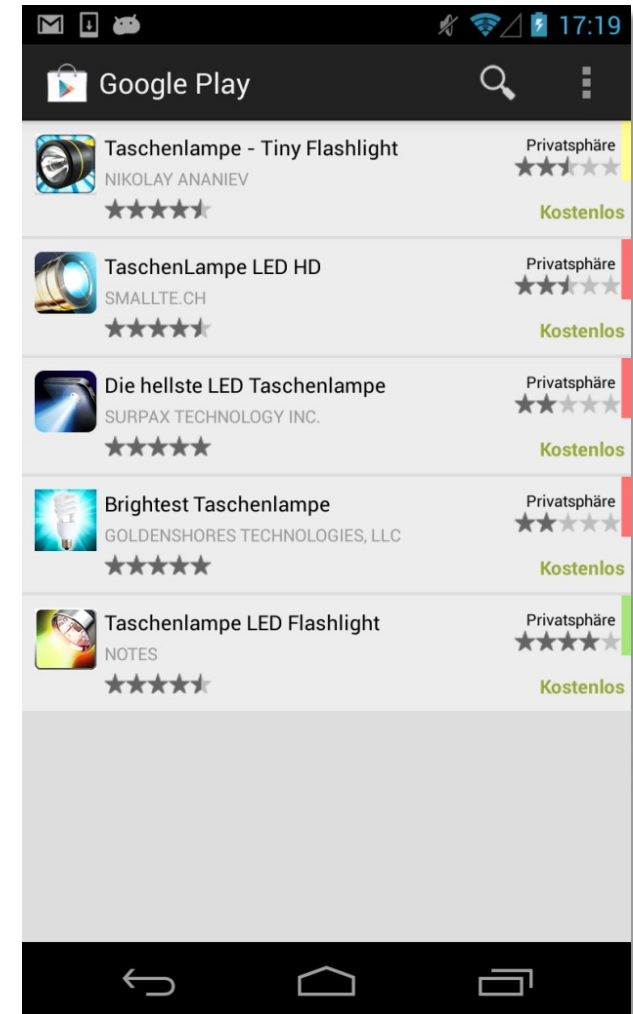 17:19
Google Play
Taschenlampe - Tiny Flashlight
Privatsphäre
NIKOLAY ANANIEV
Kostenlos
TaschenLampe LED HD
Privatsphäre
SMALLTE.CH
Kostenlos
Die hellste LED Taschenlampe
Privatsphäre
SURPAX TECHNOLOGY INC.
Kostenlos
Brightest Taschenlampe
Privatsphäre
GOLDENSHORES TECHNOLOGIES, LLC
Kostenlos
Taschenlampe LED Flashlight
Privatsphäre
NOTES
Kostenlos